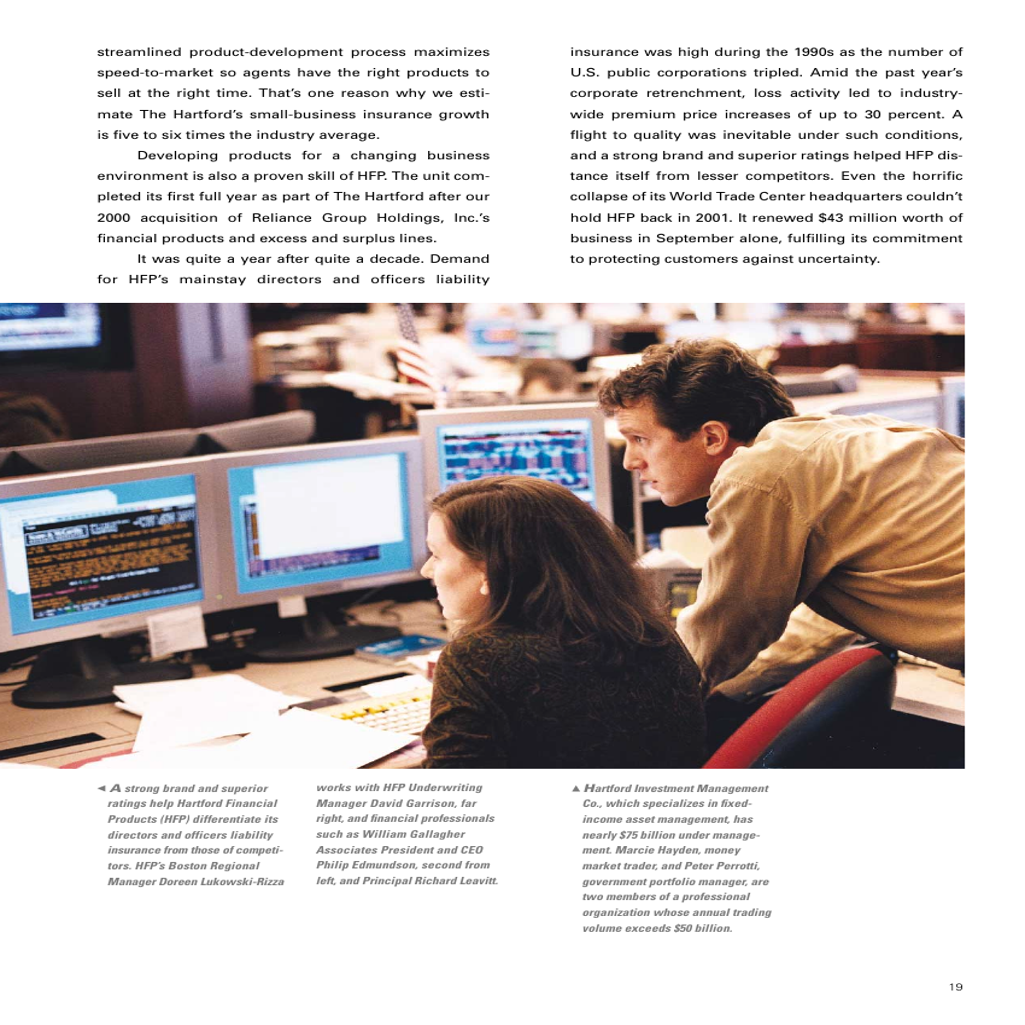 streamlined product-development process maximizes
speed-to-market so agents have the right products to
sell at the right time. That's one reason why we esti-
mate The Hartford's small-business insurance growth
is five to six times the industry average.
Developing products for a changing business
environment is also a proven skill of HFP. The unit com-
pleted its first full year as part of The Hartford after our
2000 acquisition of Reliance Group Holdings, Inc.'s
financial products and excess and surplus lines.
It was quite a year after quite a decade. Demand
for HFP's mainstay directors and officers liability
insurance was high during the 1990s as the number of
U.S. public corporations tripled. Amid the past year's
corporate retrenchment, loss activity led to industry-
wide premium price increases of up to 30 percent. A
flight to quality was inevitable under such conditions,
and a strong brand and superior ratings helped HFP dis-
tance itself from lesser competitors. Even the horrific
collapse of its World Trade Center headquarters couldn't
hold HFP back in 2001. It renewed $43 million worth of
business in September alone, fulfilling its commitment
to protecting customers against uncertainty.
◄ A strong brand and superior
ratings help Hartford Financial
Products (HFP) differentiate its
directors and officers liability
insurance from those of competi-
tors. HFP's Boston Regional
Manager Doreen Lukowski-Rizza
works with HFP Underwriting
Manager David Garrison, far
right, and financial professionals
such as William Gallagher
Associates President and CEO
Philip Edmundson, second from
left, and Principal Richard Leavitt.
▲ Hartford Investment Management
Co., which specializes in fixed-
income asset management, has
nearly $75 billion under manage-
ment. Marcie Hayden, money
market trader, and Peter Perrotti,
government portfolio manager, are
two members of a professional
organization whose annual trading
volume exceeds $50 billion.
19